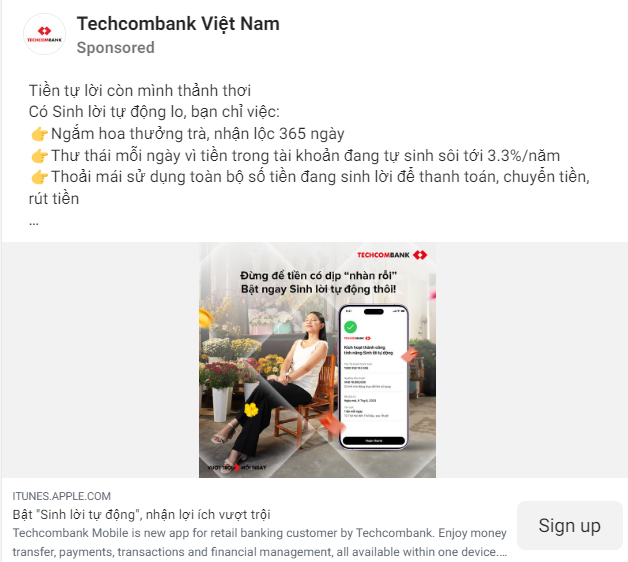 TECHCOMBANK
Techcombank Việt Nam
Sponsored
Tiền tự lời còn mình thảnh thơi
Có Sinh lời tự động lo, bạn chỉ việc:
👉Ngắm hoa thưởng trà, nhận lộc 365 ngày
👉Thư thái mỗi ngày vì tiền trong tài khoản đang tự sinh sôi tới 3.3%/năm
👉Thoải mái sử dụng toàn bộ số tiền đang sinh lời để thanh toán, chuyển tiền,
rút tiền
...
TECHCOMBANK
Đừng để tiền có dịp “nhàn rỗi”
Bật ngay Sinh lời tự động thôi!
TECHCOMBANK
Kích hoạt thành công
tính năng Sinh lời tự động
VƯỢT TRỘI MỖI NGÀY
ITUNES.APPLE.COM
Bật "Sinh lời tự động", nhận lợi ích vượt trội
Techcombank Mobile is new app for retail banking customer by Techcombank. Enjoy money
transfer, payments, transactions and financial management, all available within one device....
Sign up